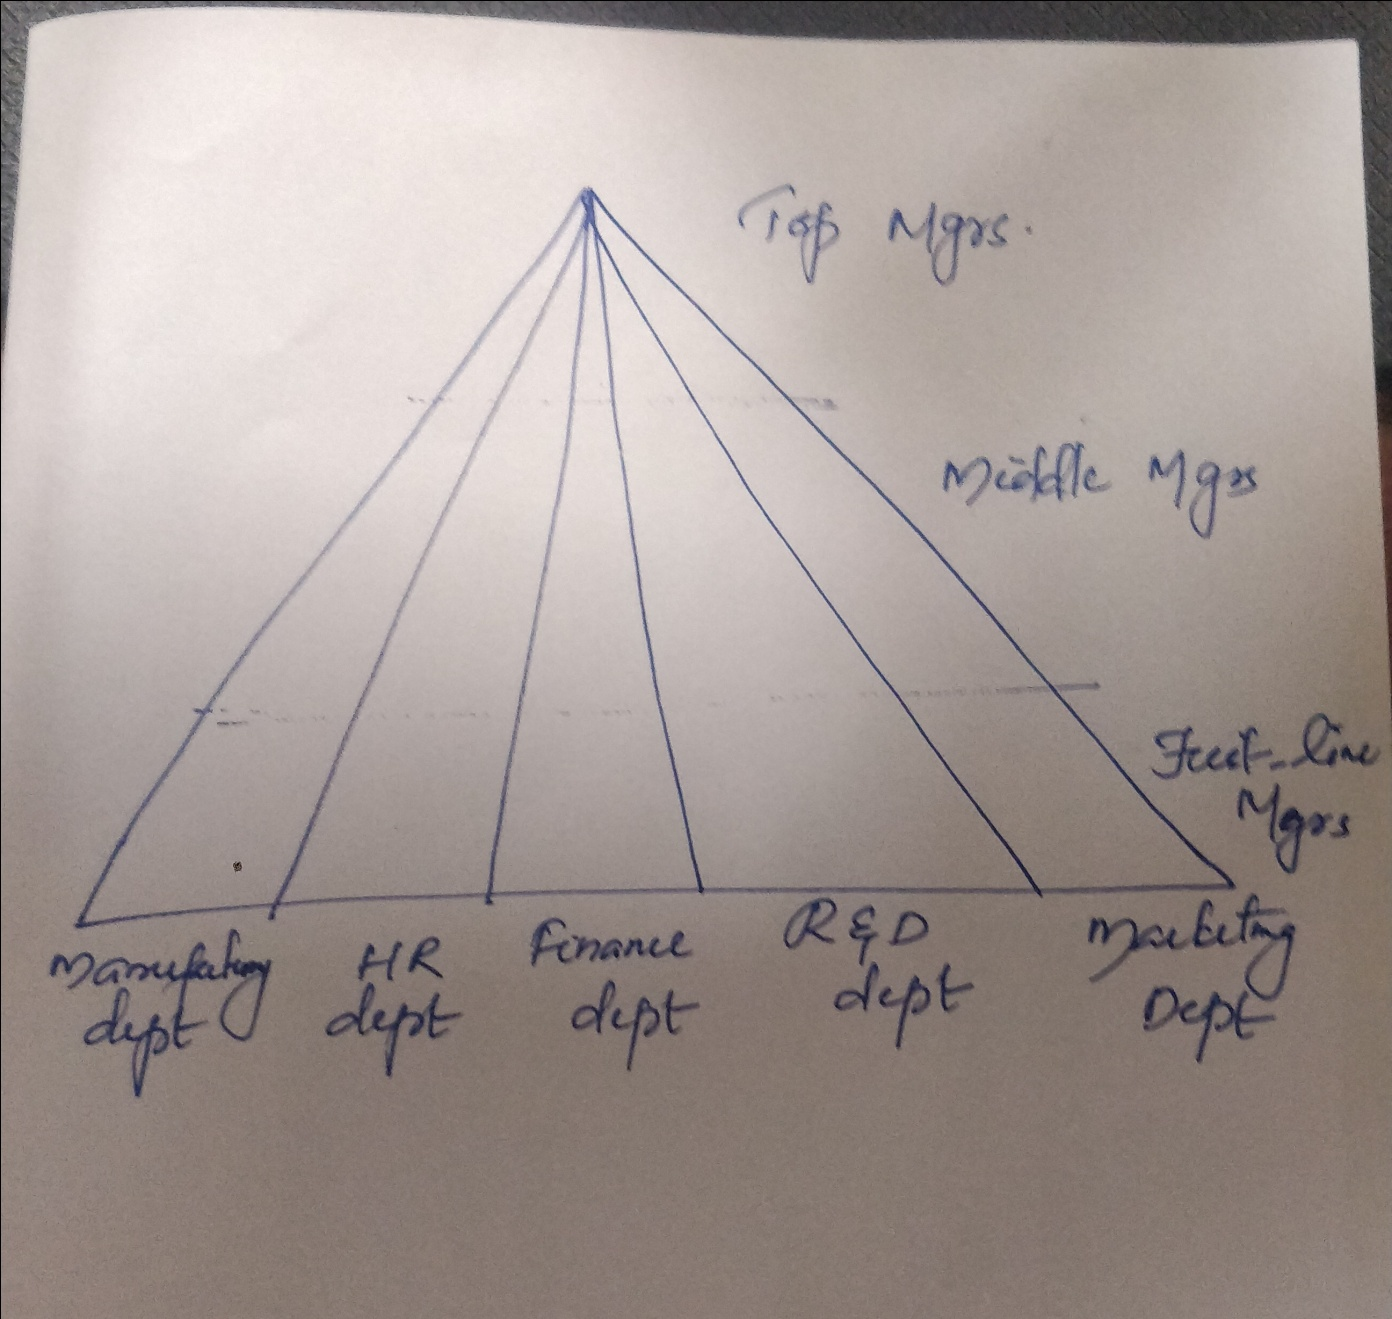 Top Mgrs.
Middle Mgrs
First-line
Mgrs
Manufacturing dept
HR dept
Finance dept
R&D dept
Marketing Dept